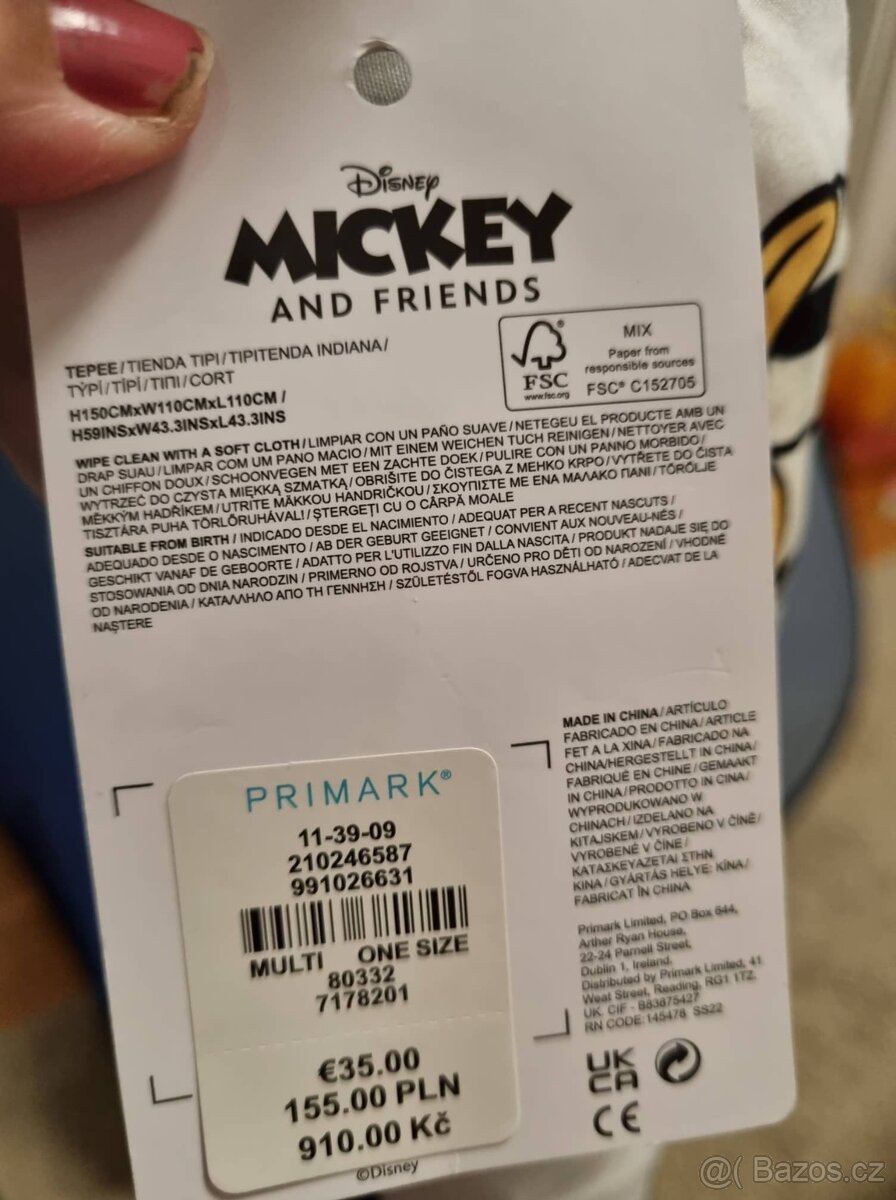 Disney
MICKEY
AND FRIENDS
TEPEE/TIENDA TIPI/TIPITENDA INDIANA/
TÝPÍ/TÍPÍ/ΤΙΠΙ/CORT
H150CMxW110CMxL110CM /
H59INSxW43.3INSxL43.3INS
MIX
Paper from
responsible sources
FSC® C152705
FSC
www.fsc.org
WIPE CLEAN WITH A SOFT CLOTH/LIMPIAR CON UN PAÑO SUAVE/NETEGEU EL PRODUCTE AMB UN
DRAP SUAU/LIMPAR COM UM PANO MACIO/MIT EINEM WEICHEN TUCH REINIGEN/NETTOYER AVEC
UN CHIFFON DOUX/SCHOONVEGEN MET EEN ZACHTE DOEK/PULIRE CON UN PANNO MORBIDO/
WYTRZEĆ DO CZYSTA MIĘKKĄ SZMATKĄ/OBRIŠITE DO ČISTEGA Z MEHKO KRPO/VYTŘETE DO ČISTA
MĚKKÝM HADŘÍKEM/UTRITE MÄKKOU HANDRIČKOU/ΣΚΟΥΠΙΣΤΕ ΜΕ ΕΝΑ ΜΑΛΑΚΟ ΠΑΝΙ/TÖRÖLJE
TISZTÁRA PUHA TÖRLŐRUHÁVAL!/ȘTERGEȚI CU O CÂRPĂ MOALE
SUITABLE FROM BIRTH / INDICADO DESDE EL NACIMIENTO / ADEQUAT PER A RECENT NASCUTS /
ADEQUADO DESDE O NASCIMENTO / AB DER GEBURT GEEIGNET / CONVIENT AUX NOUVEAU-NÉS /
GESCHIKT VANAF DE GEBOORTE / ADATTO PER L'UTILIZZO FIN DALLA NASCITA / PRODUKT NADAJE SIĘ DO
STOSOWANIA OD DNIA NARODZIN / PRIMERNO OD ROJSTVA / URČENO PRO DĚTI OD NAROZENÍ / VHODNÉ
OD NARODENIA / ΚΑΤΑΛΛΗΛΟ ΑΠΟ ΤΗ ΓΕΝΝΗΣΗ / SZÜLETÉSTŐL FOGVA HASZNÁLHATÓ / ADECVAT DE LA
NAȘTERE
PRIMARK®
11-39-09
210246587
991026631
MULTI ONE SIZE
80332
7178201
€35.00
155.00 PLN
910.00 Kč
©Disney
MADE IN CHINA/ARTÍCULO
FABRICADO EN CHINA/ARTICLE
FET A LA XINA/FABRICADO NA
CHINA/HERGESTELLT IN CHINA/
FABRIQUÉ EN CHINE/GEMAAKT
IN CHINA/PRODOTTO IN CINA/
WYPRODUKOWANO W
CHINACH/IZDELANO NA
KITAJSKEM/VYROBENO V ČÍNĚ/
VYROBENÉ V ČÍNE/
ΚΑΤΑΣΚΕΥΑΖΕΤΑΙ ΣΤΗΝ
ΚΙΝΑ/GYÁRTÁS HELYE: KÍNA/
FABRICAT ÎN CHINA
Primark Limited, PO Box 644,
Arthur Ryan House,
22-24 Parnell Street,
Dublin 1, Ireland.
Distributed by Primark Limited, 41
West Street, Reading, RG1 1TZ.
UK. CIF - B83875427
RN CODE:145478 SS22
UK
CA
CE
@( Bazos.cz